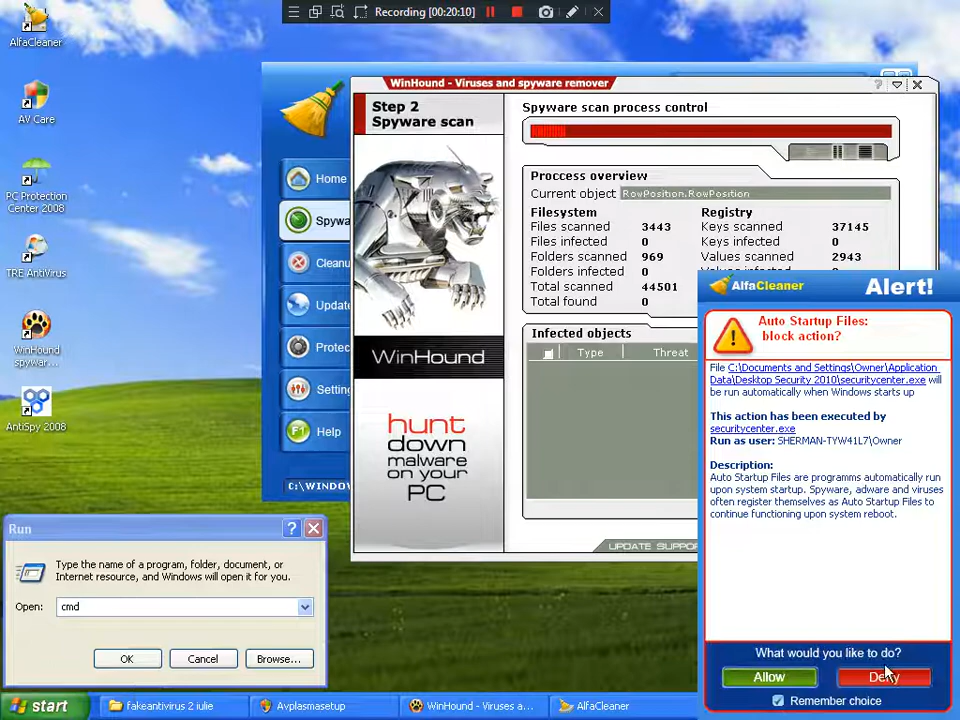 Recording [00:20:10]
AlfaCleaner
AV Care
PC Protection
Center 2008
TRE AntiVirus
WinHound
spywar...
AntiSpy 2008
Home
Spywa
Cleanu
Update
Protec
Setting
F1 Help
C:\WINDOW
WinHound - Viruses and spyware remover
Step 2
Spyware scan
WinHound
hunt
down
malware
on your
PC
Spyware scan process control
Proccess overview
Current object RowPosition.RowPosition
Filesystem Registry
Files scanned 3443 Keys scanned 37145
Files infected 0 Keys infected 0
Folders scanned 969 Values scanned 2943
Folders infected 0
Total scanned 44501
Total found 0
Infected objects
Type Threat
UPDATE SUPPO
AlfaCleaner Alert!
Auto Startup Files:
block action?
File C:\Documents and Settings\Owner\Application
Data\Desktop Security 2010\securitycenter.exe will
be run automatically when Windows starts up
This action has been executed by
securitycenter.exe
Run as user: SHERMAN-TYW41L7\Owner
Description:
Auto Startup Files are programms automatically run
upon system startup. Spyware, adware and viruses
often register themselves as Auto Startup Files to
continue functioning upon system reboot.
What would you like to do?
Allow Deny
Remember choice
Run
Type the name of a program, folder, document, or
Internet resource, and Windows will open it for you.
Open: cmd
OK Cancel Browse...
start fakeantivirus 2 iulie Avplasmasetup WinHound - Viruses a... AlfaCleaner